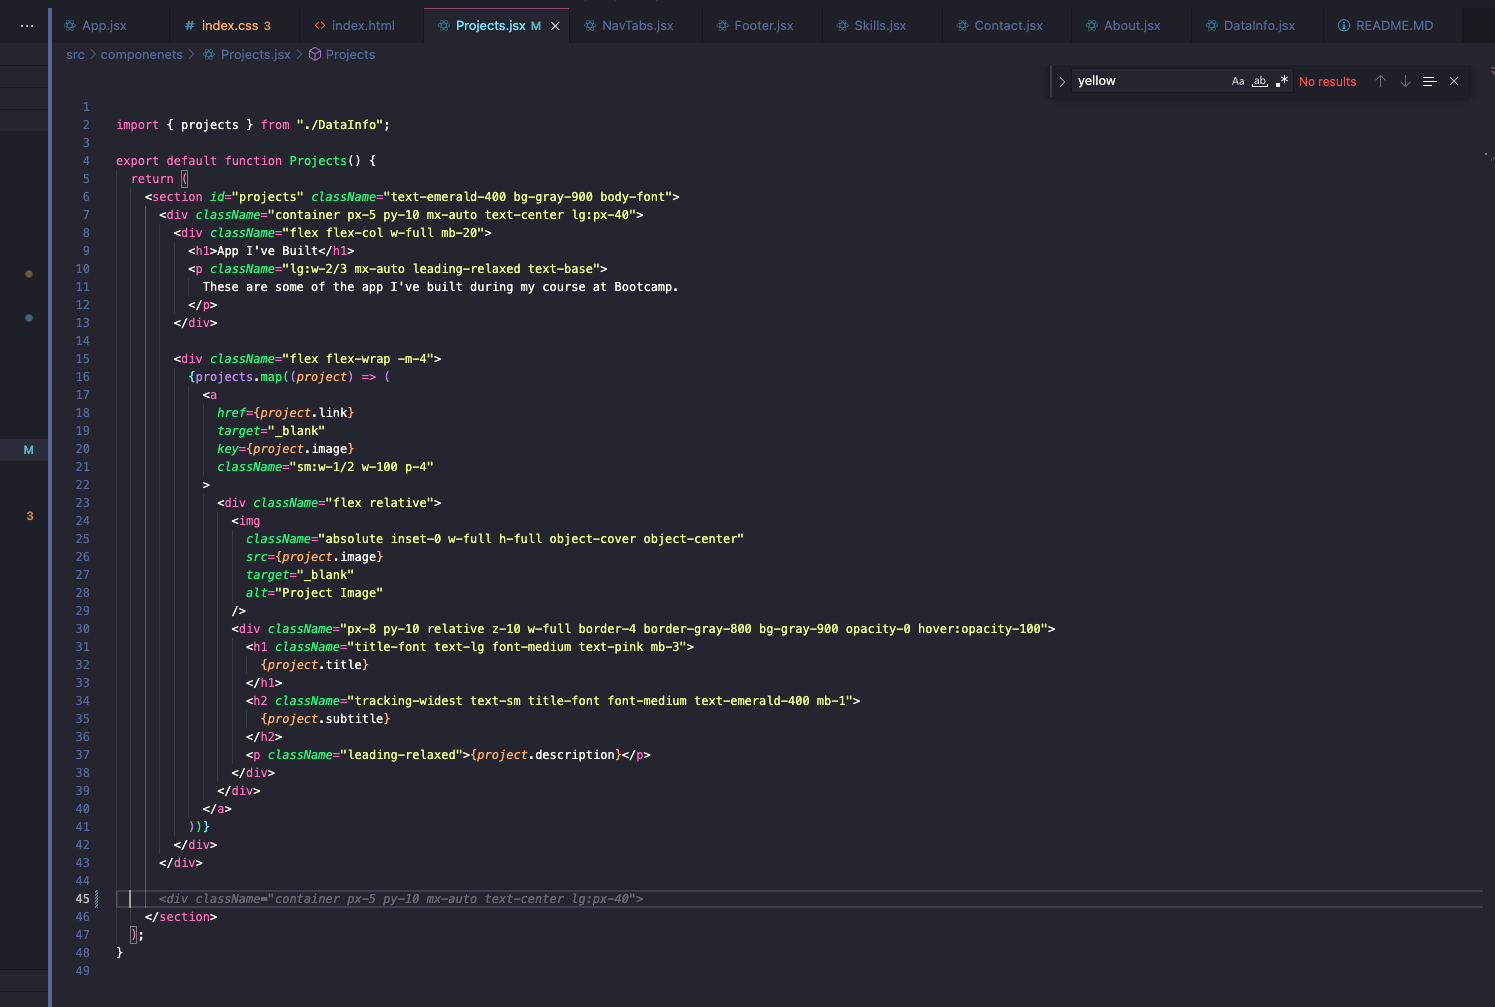 ... App.jsx # index.css 3 <> index.html Projects.jsx M × NavTabs.jsx Footer.jsx Skills.jsx Contact.jsx About.jsx DataInfo.jsx README.MD
src > componenets > Projects.jsx > Projects
yellow Aa ab .* No results
M
3
1
2 import { projects } from "./DataInfo";
3
4 export default function Projects() {
5 return (
6 <section id="projects" className="text-emerald-400 bg-gray-900 body-font">
7 <div className="container px-5 py-10 mx-auto text-center lg:px-40">
8 <div className="flex flex-col w-full mb-20">
9 <h1>App I've Built</h1>
10 <p className="lg:w-2/3 mx-auto leading-relaxed text-base">
11 These are some of the app I've built during my course at Bootcamp.
12 </p>
13 </div>
14
15 <div className="flex flex-wrap -m-4">
16 {projects.map((project) => (
17 <a
18 href={project.link}
19 target="_blank"
20 key={project.image}
21 className="sm:w-1/2 w-100 p-4"
22 >
23 <div className="flex relative">
24 <img
25 className="absolute inset-0 w-full h-full object-cover object-center"
26 src={project.image}
27 target="_blank"
28 alt="Project Image"
29 />
30 <div className="px-8 py-10 relative z-10 w-full border-4 border-gray-800 bg-gray-900 opacity-0 hover:opacity-100">
31 <h1 className="title-font text-lg font-medium text-pink mb-3">
32 {project.title}
33 </h1>
34 <h2 className="tracking-widest text-sm title-font font-medium text-emerald-400 mb-1">
35 {project.subtitle}
36 </h2>
37 <p className="leading-relaxed">{project.description}</p>
38 </div>
39 </div>
40 </a>
41 ))}
42 </div>
43 </div>
44
45 <div className="container px-5 py-10 mx-auto text-center lg:px-40">
46 </section>
47 );
48 }
49